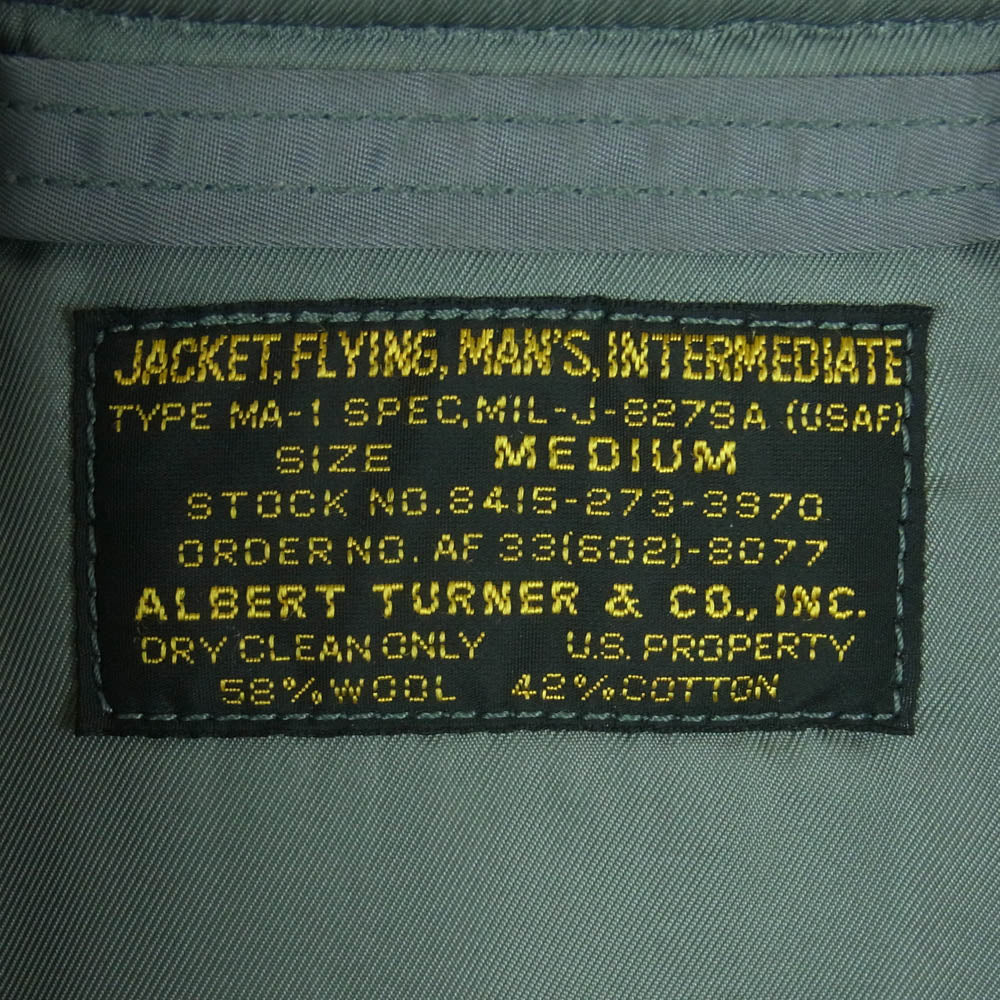 JACKET, FLYING, MAN'S, INTERMEDIATE
TYPE MA-1 SPEC, MIL-J-8279A (USAF)
SIZE MEDIUM
STOCK NO. 8415-273-3970
ORDER NO. AF 33(602)-8077
ALBERT TURNER & CO., INC.
DRY CLEAN ONLY U.S. PROPERTY
58% WOOL 42% COTTON